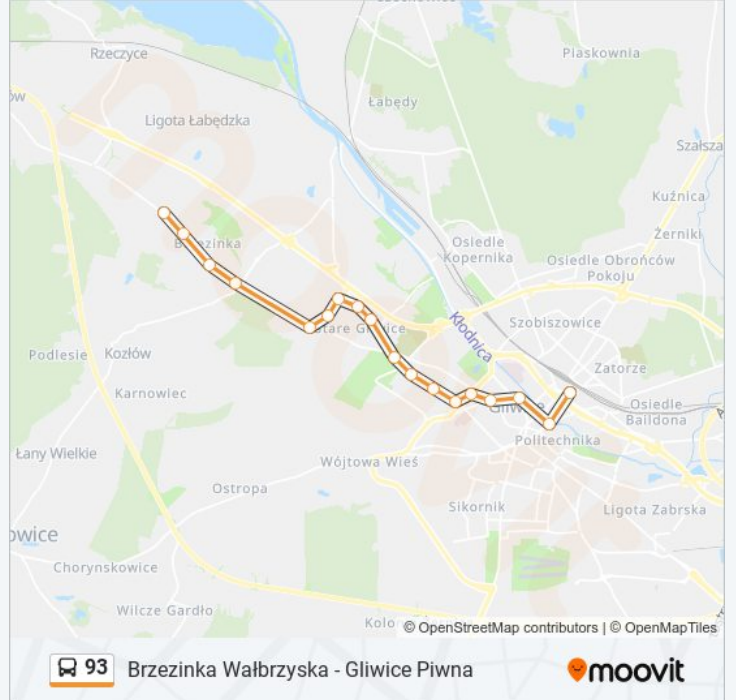 Rzeczyce
Plaskownia
Łabędy
Ligota Łabędzka
Szałsza
Kuźnica
Żerniki
Brzezinka
Osiedle
Kopernika
Osiedle Obrońców
Pokoju
Stare Gliwice
Kłodnica
Szobiszowice
Podlesie
Kozłów
Zatorze
Karnowiec
Gliwice
Osiedle
Baildona
Politechnika
Łany Wielkie
Wójtowa Wieś
Ostropa
Sikornik
Ligota Zabrska
owice
Chorynskowice
Wilcze Gardło
© OpenStreetMap contributors | © OpenMapTiles
93 Brzezinka Wałbrzyska - Gliwice Piwna
moovit